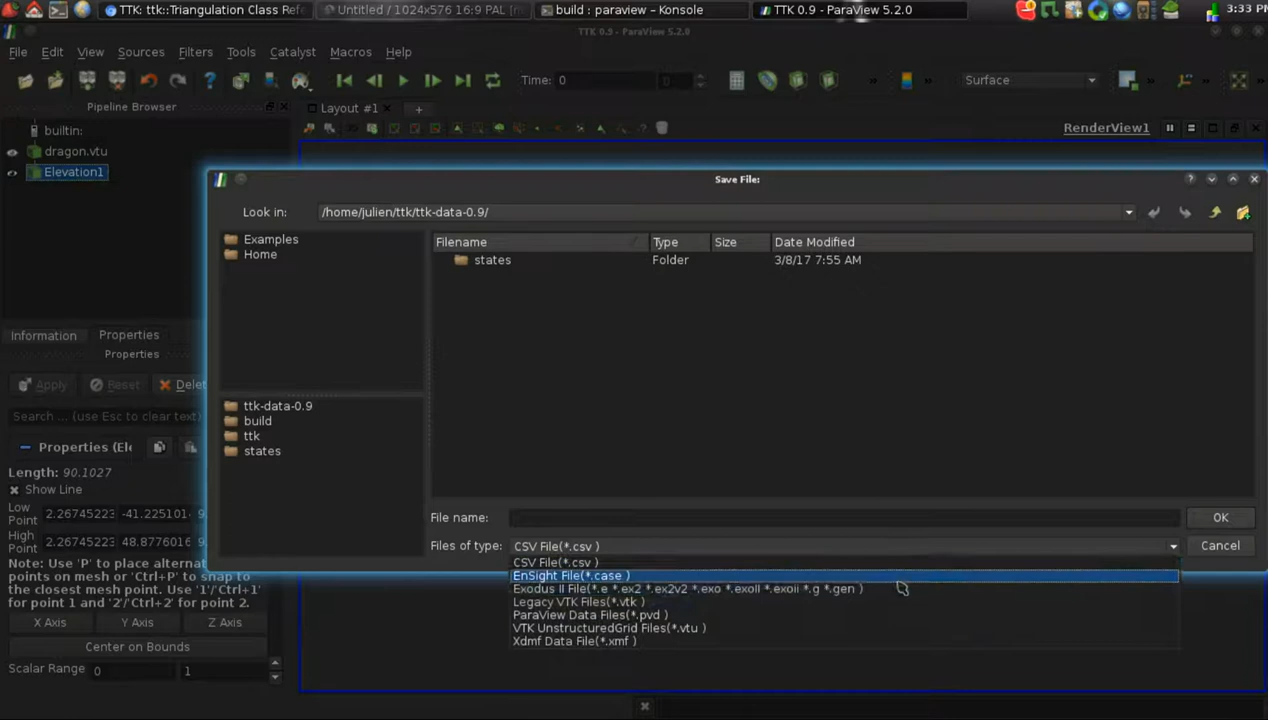 TTK: ttk::Triangulation Class Refe
Untitled / 1024x576 16:9 PAL [
build : paraview – Konsole
TTK 0.9 - ParaView 5.2.0
3:33 PM
TTK 0.9 - ParaView 5.2.0
File Edit View Sources Filters Tools Catalyst Macros Help
Time: 0 0 Surface
Pipeline Browser
Layout #1
builtin:
RenderView1
dragon.vtu
Elevation1
Save File:
Look in: /home/julien/ttk/ttk-data-0.9/
Examples
Home
Filename Type Size Date Modified
states Folder 3/8/17 7:55 AM
Information Properties
Properties
Apply Reset Delet
Search ... (use Esc to clear text)
Properties (Ele
Length: 90.1027
Show Line
Low Point 2.26745223 -41.2251014 9.
High Point 2.26745223 48.8776016 9.
Note: Use 'P' to place alternat
points on mesh or 'Ctrl+P' to snap to
the closest mesh point. Use '1'/'Ctrl+1'
for point 1 and '2'/'Ctrl+2' for point 2.
X Axis Y Axis Z Axis
Center on Bounds
Scalar Range 0 1
ttk-data-0.9
build
ttk
states
File name: OK
Files of type: CSV File(*.csv ) Cancel
CSV File(*.csv )
EnSight File(*.case )
Exodus II File(*.e *.ex2 *.ex2v2 *.exo *.exoII *.exoii *.g *.gen )
Legacy VTK Files(*.vtk )
ParaView Data Files(*.pvd )
VTK UnstructuredGrid Files(*.vtu )
Xdmf Data File(*.xmf )